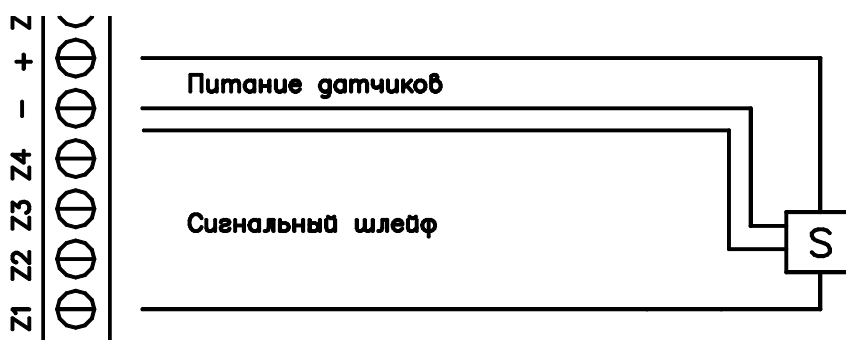 Z
+
Питание датчиков
-
Z4
Z3
Сигнальный шлейф
S
Z2
Z1